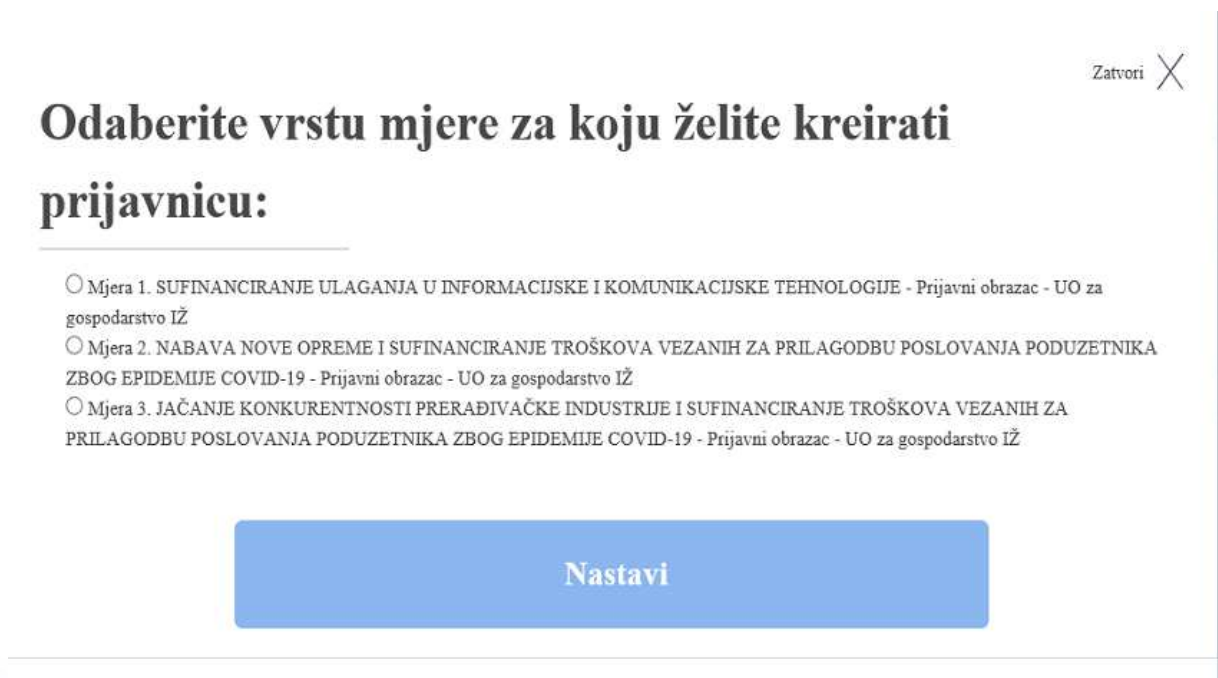 Zatvori
Odaberite vrstu mjere za koju želite kreirati
prijavnicu:
Mjera 1. SUFINANCIRANJE ULAGANJA U INFORMACIJSKE I KOMUNIKACIJSKE TEHNOLOGIJE - Prijavni obrazac - UO za
gospodarstvo IŽ
Mjera 2. NABAVA NOVE OPREME I SUFINANCIRANJE TROŠKOVA VEZANIH ZA PRILAGODBU POSLOVANJA PODUZETNIKA
ZBOG EPIDEMIJE COVID-19 - Prijavni obrazac - UO za gospodarstvo IŽ
Mjera 3. JAČANJE KONKURENTNOSTI PRERAĐIVAČKE INDUSTRIJE I SUFINANCIRANJE TROŠKOVA VEZANIH ZA
PRILAGODBU POSLOVANJA PODUZETNIKA ZBOG EPIDEMIJE COVID-19 - Prijavni obrazac - UO za gospodarstvo IŽ
Nastavi